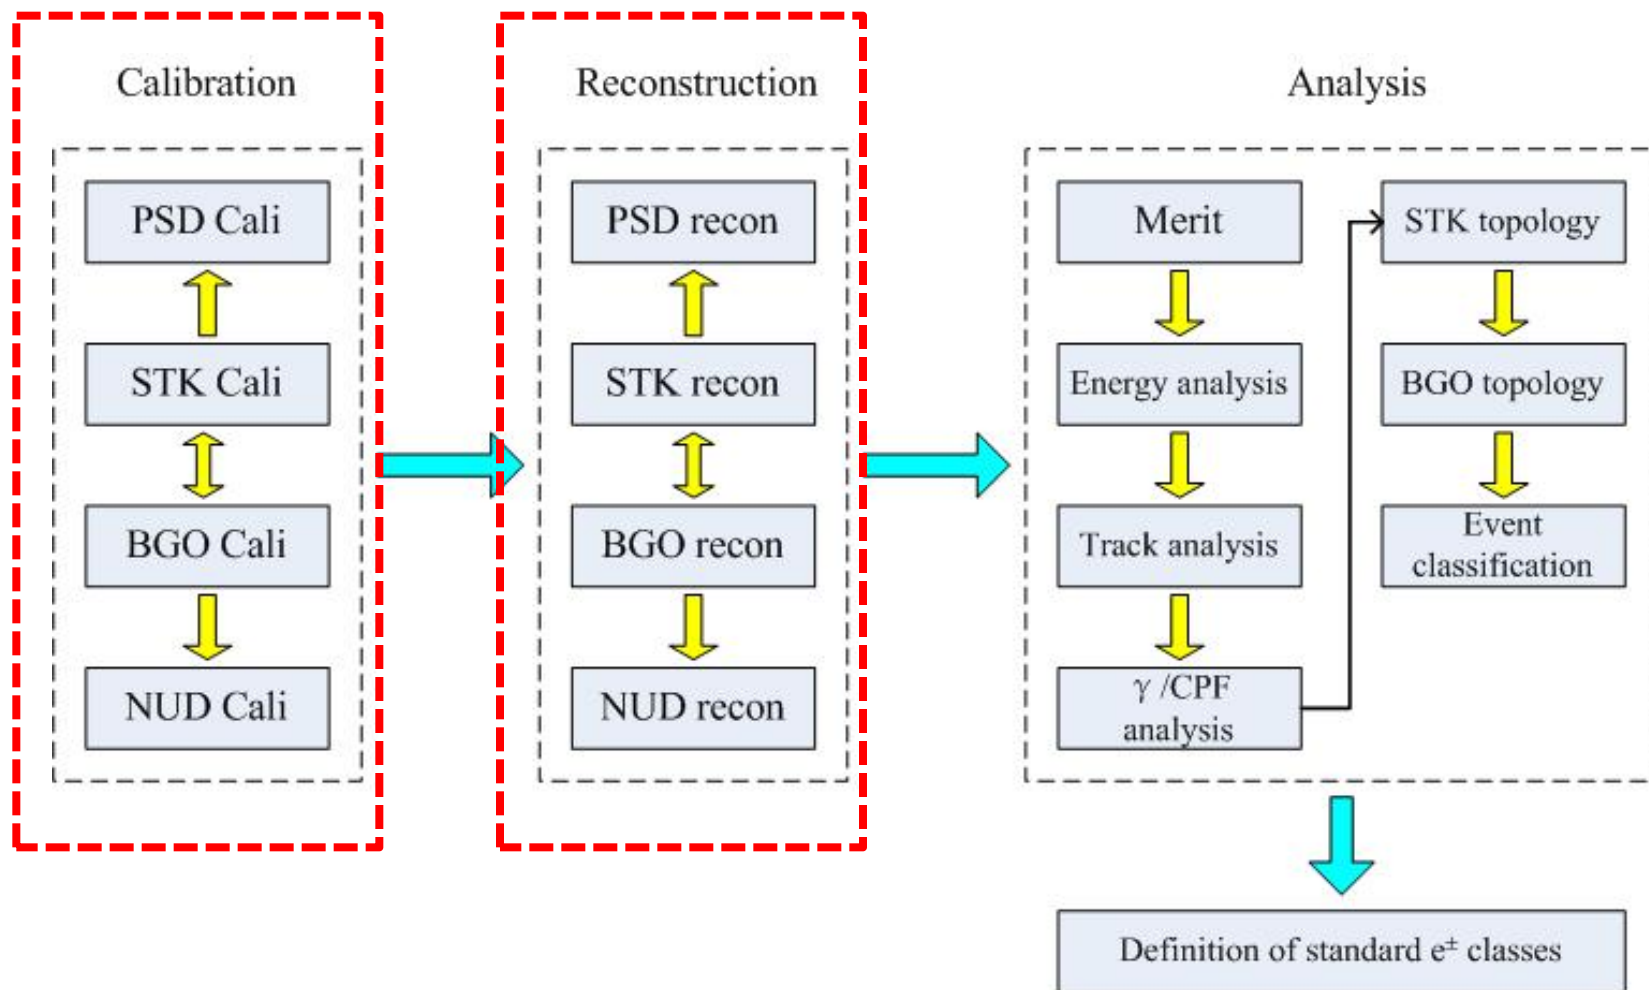 Calibration
PSD Cali
STK Cali
BGO Cali
NUD Cali
Reconstruction
PSD recon
STK recon
BGO recon
NUD recon
Analysis
Merit
Energy analysis
Track analysis
γ /CPF
analysis
STK topology
BGO topology
Event
classification
Definition of standard e± classes